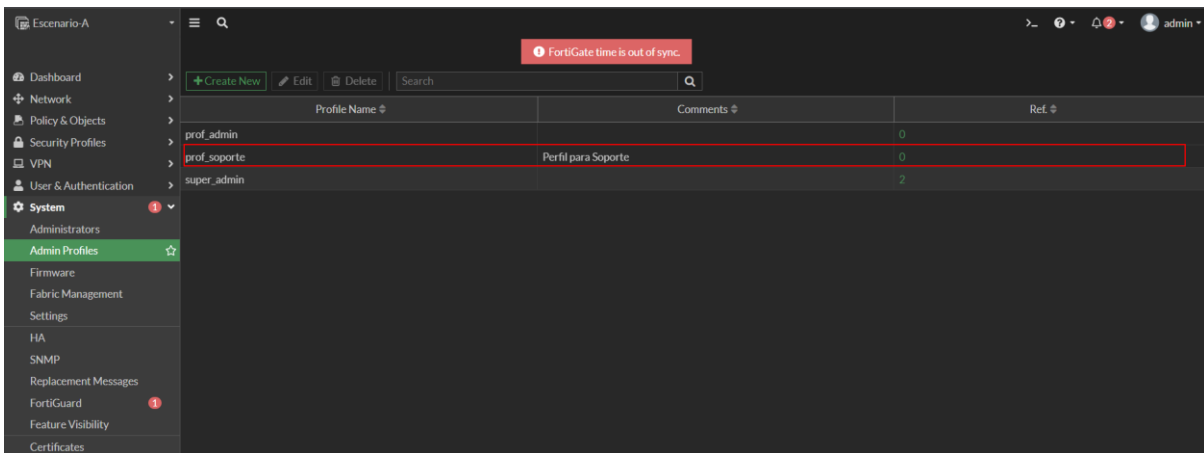 Escenario-A
>_
2
admin
FortiGate time is out of sync.
Dashboard
Network
Policy & Objects
Security Profiles
VPN
User & Authentication
System 1
Administrators
Admin Profiles
Firmware
Fabric Management
Settings
HA
SNMP
Replacement Messages
FortiGuard 1
Feature Visibility
Certificates
+Create New Edit Delete Search
Profile Name Comments Ref.
prof_admin 0
prof_soporte Perfil para Soporte 0
super_admin 2